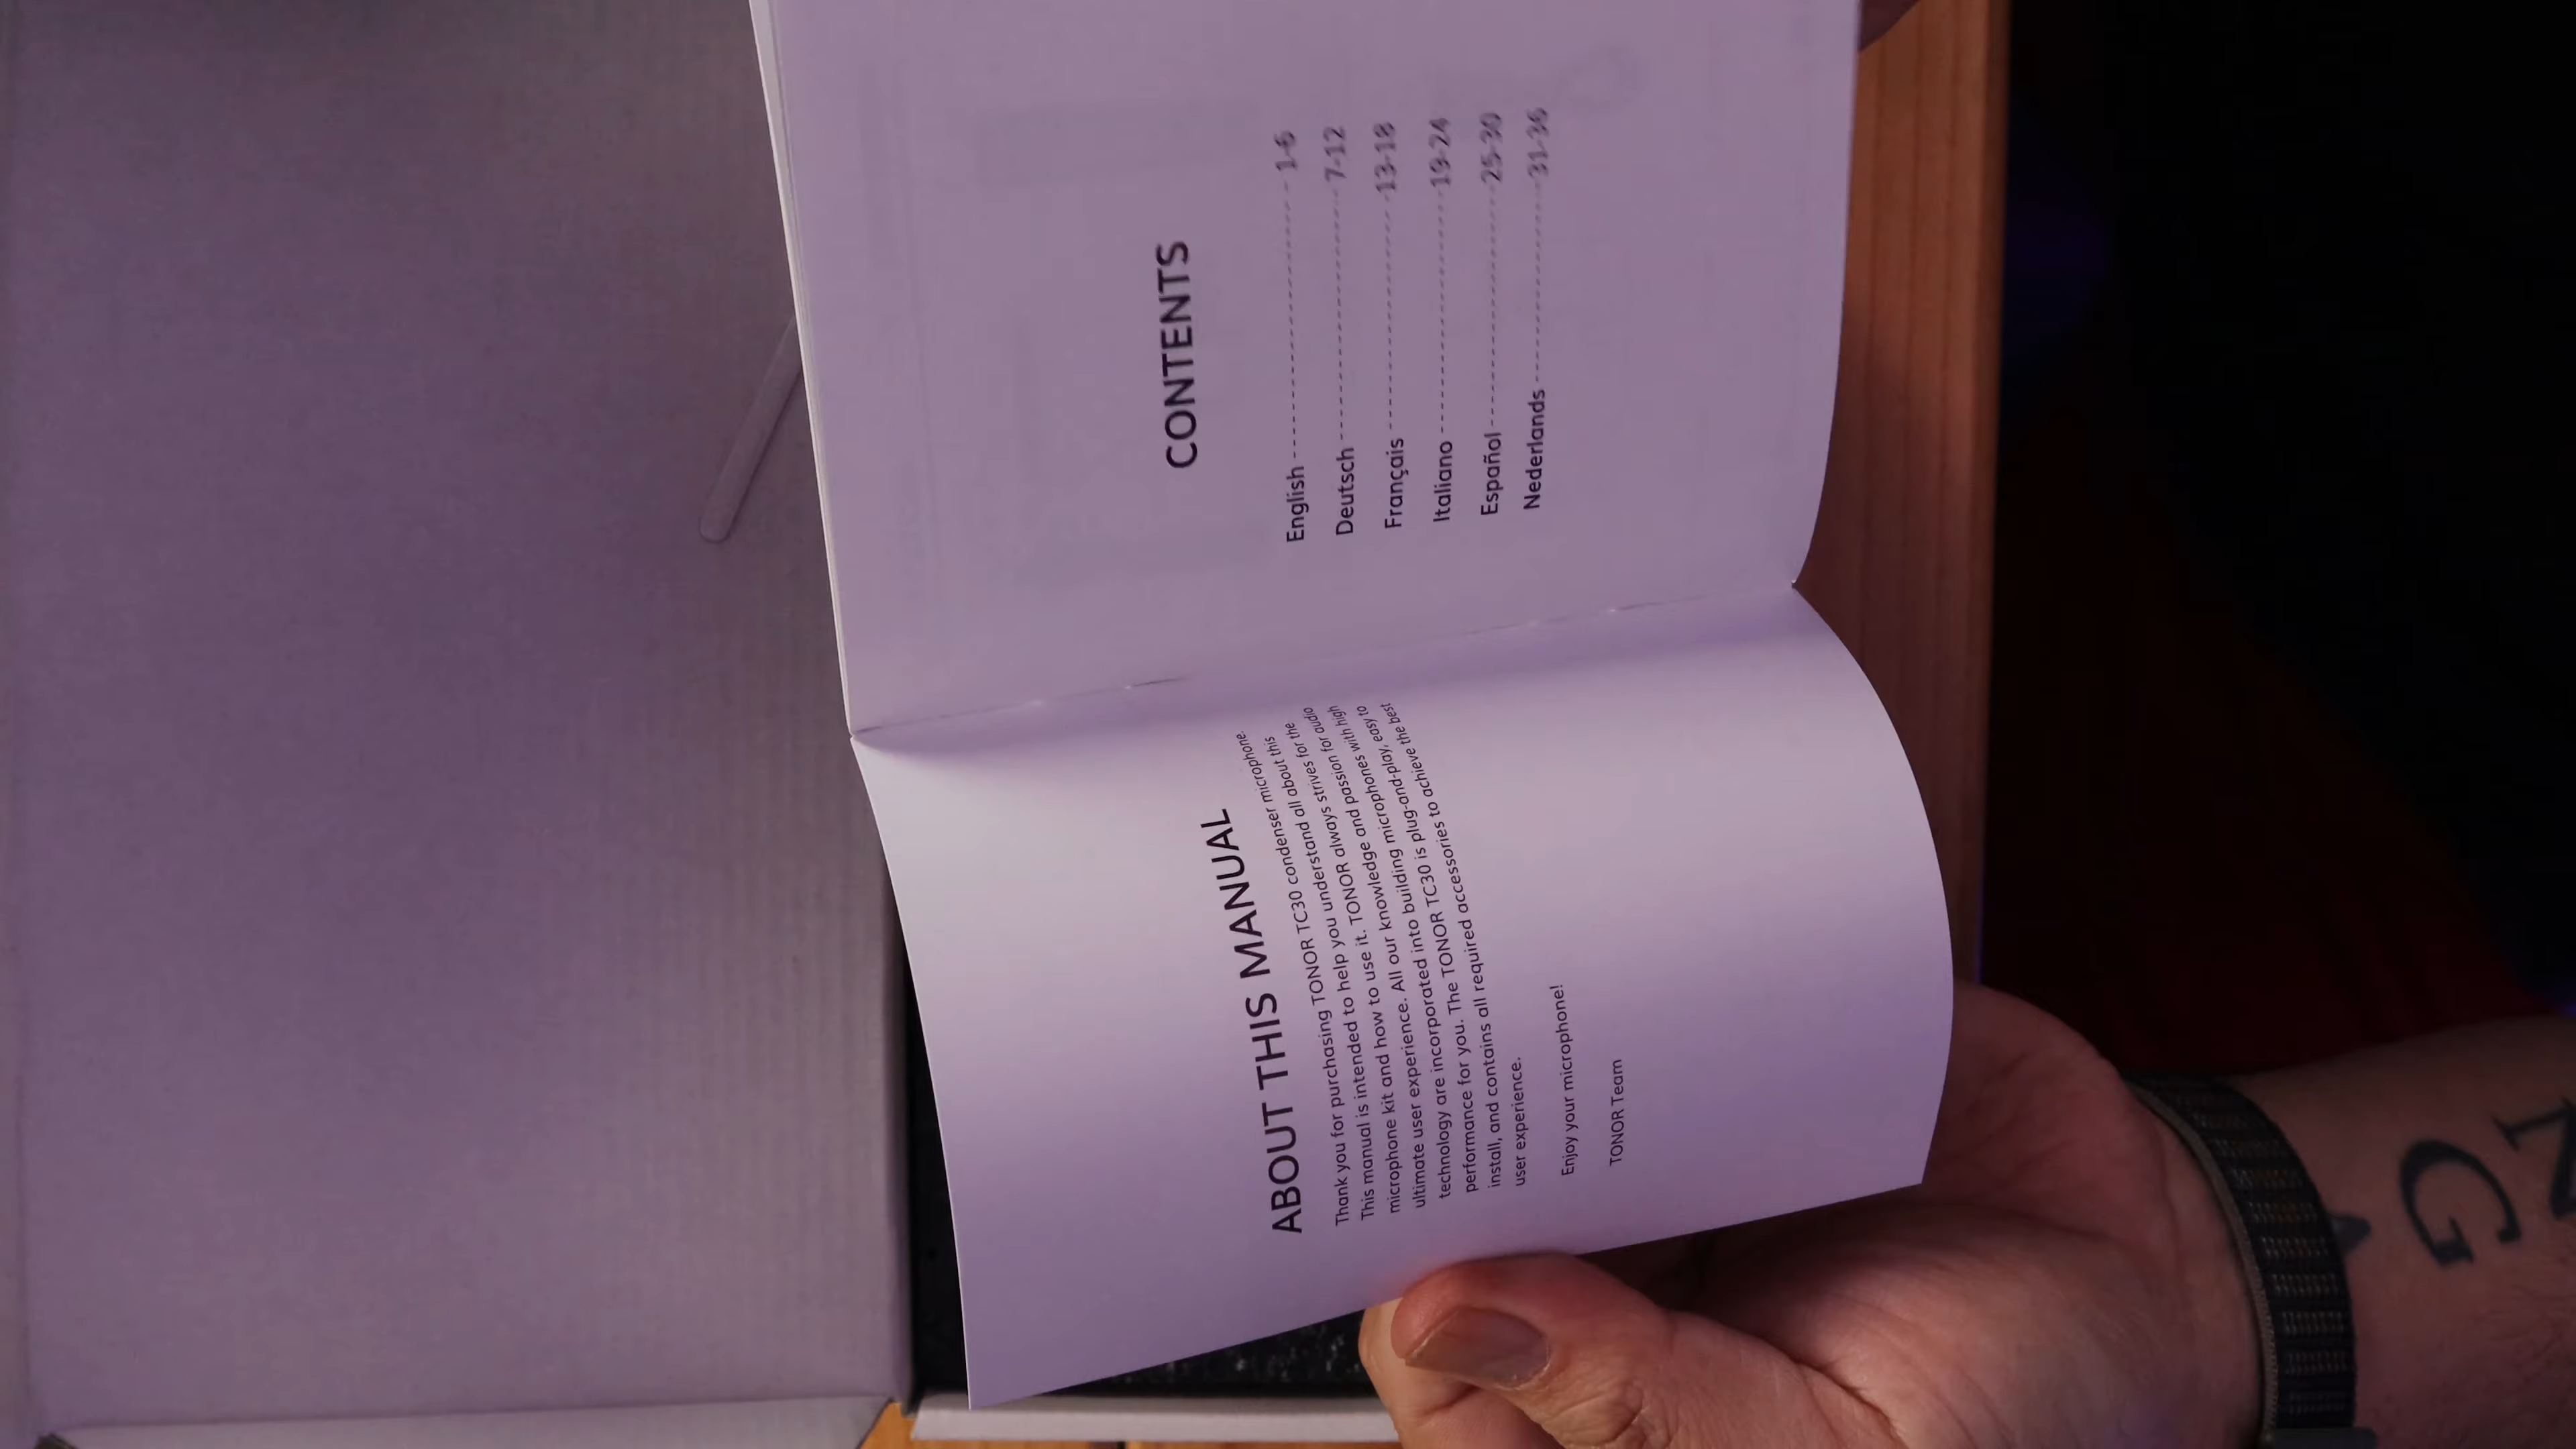 ABOUT THIS MANUAL
Thank you for purchasing TONOR TC30 condenser microphone.
This manual is intended to help you understand all about this
microphone kit and how to use it. TONOR always strives for the
ultimate user experience. All our knowledge and passion for audio
technology are incorporated into building microphones with high
performance for you. The TONOR TC30 is plug-and-play, easy to
install, and contains all required accessories to achieve the best
user experience.
Enjoy your microphone!
TONOR Team
CONTENTS
English ---------------------- 1-6
Deutsch ---------------------- 7-12
Français ---------------------- 13-18
Italiano ---------------------- 19-24
Español ---------------------- 25-30
Nederlands ------------------ 31-36
N
G